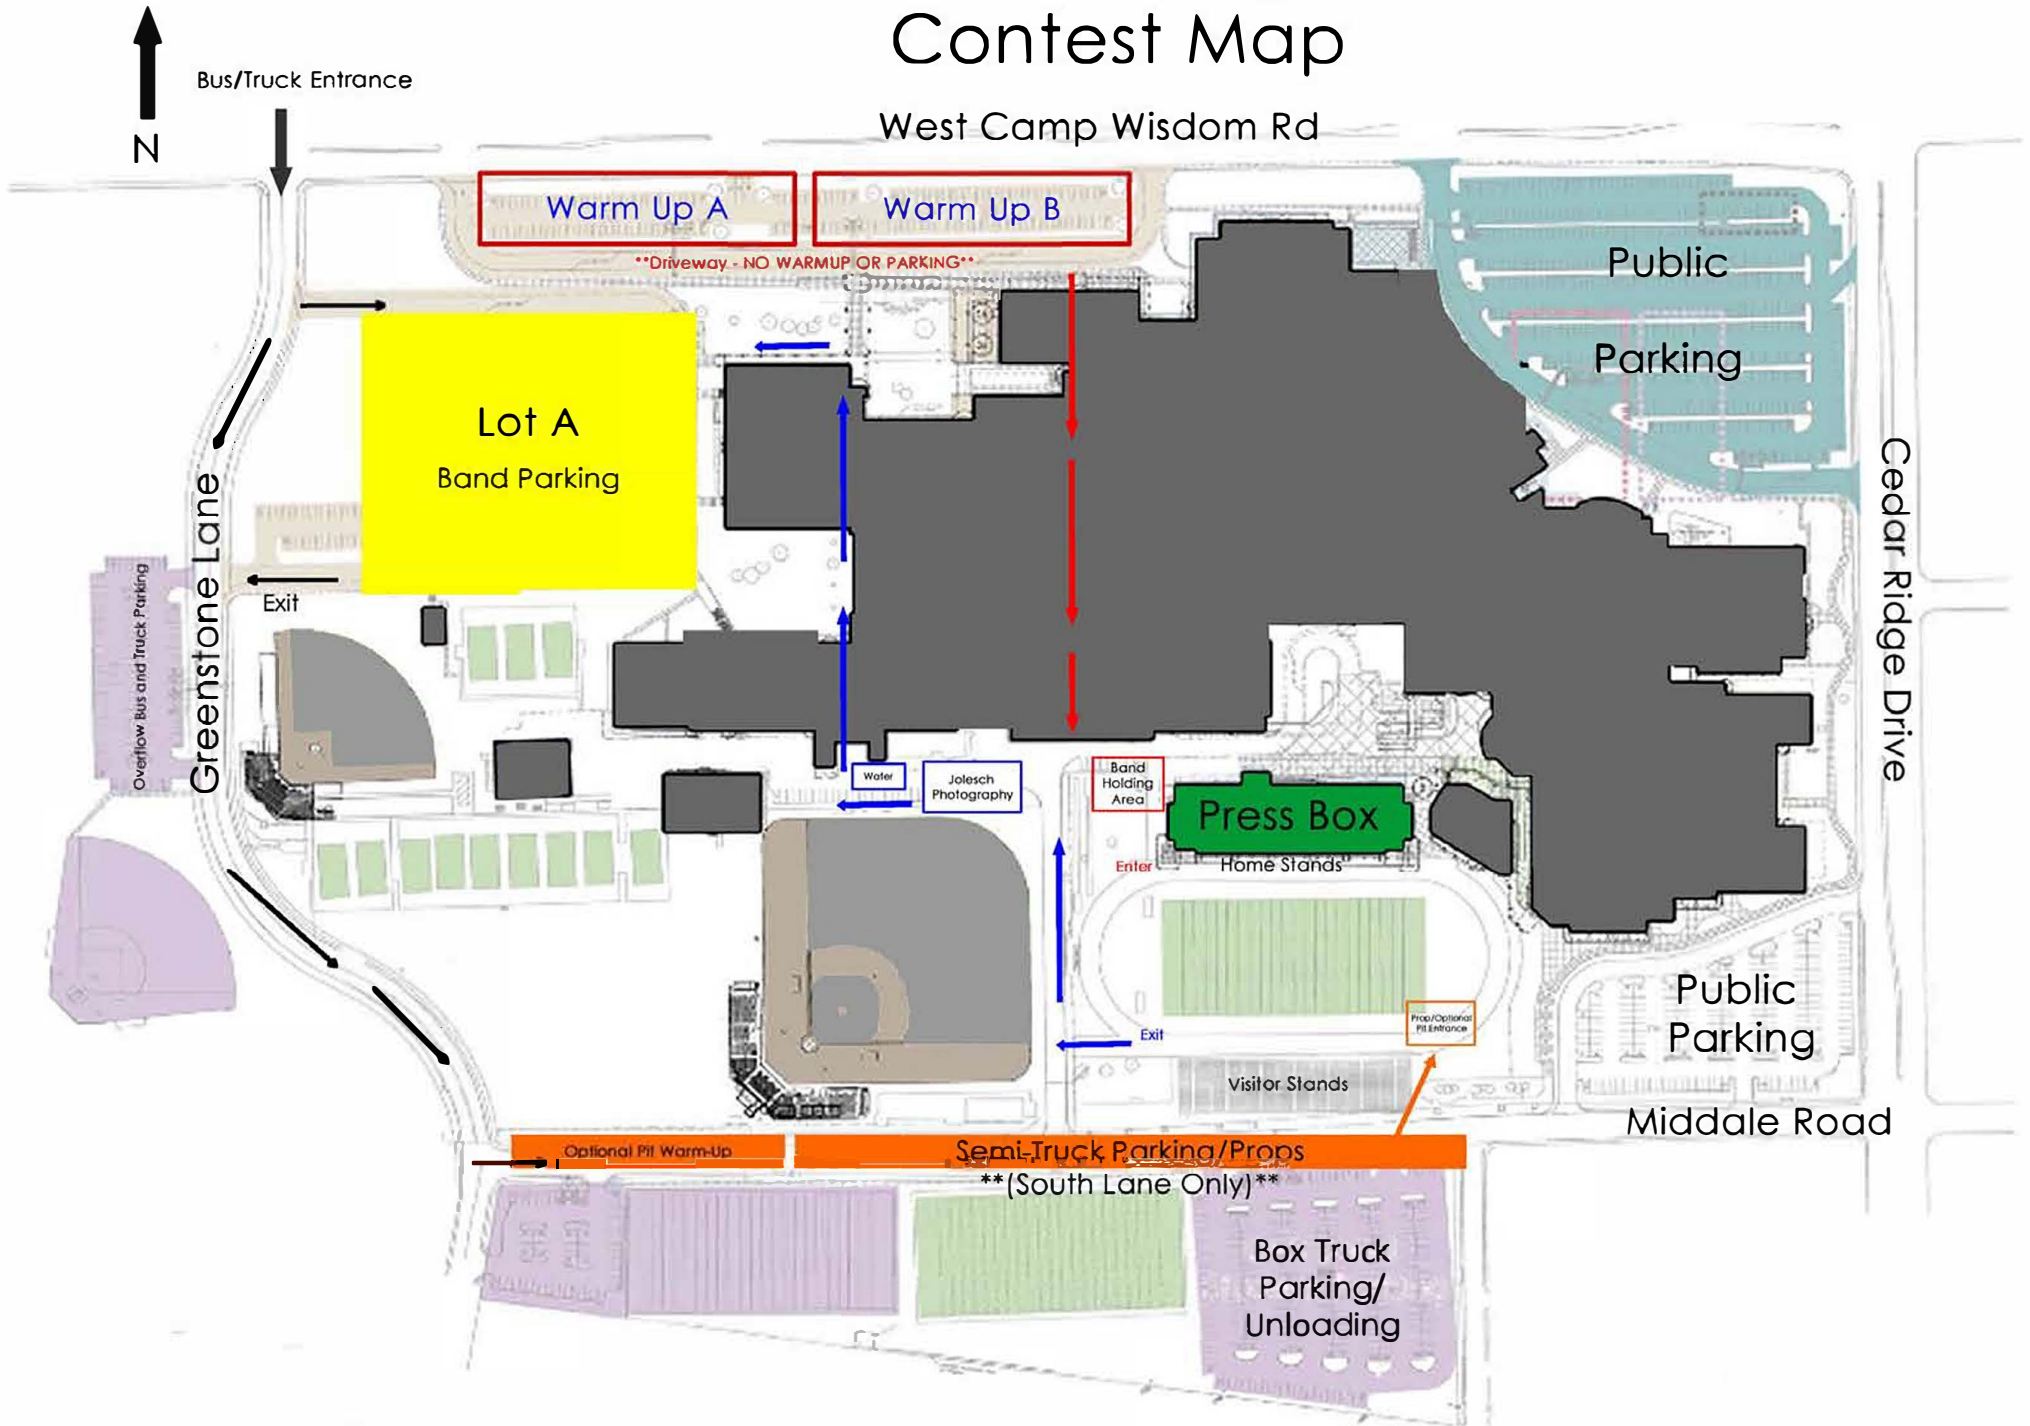 Contest Map
Bus/Truck Entrance
N
West Camp Wisdom Rd
Warm Up A
Warm Up B
**Driveway - NO WARMUP OR PARKING**
Public
Parking
Lot A
Band Parking
Cedar Ridge Drive
Greenstone Lane
Overflow Bus and Truck Parking
Exit
Water
Jolesch
Photography
Band
Holding
Area
Press Box
Enter
Home Stands
Prop/Optional
Pit Entrance
Exit
Visitor Stands
Public
Parking
Middale Road
Optional Pit Warm-Up
Semi-Truck Parking/Props
**(South Lane Only)**
Box Truck
Parking/
Unloading